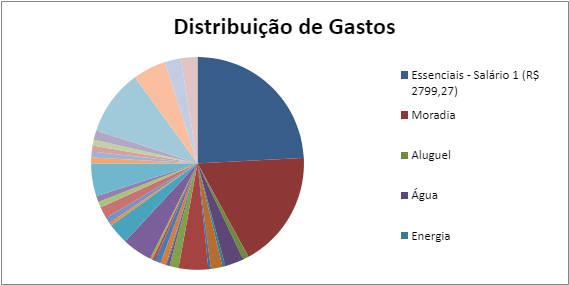 Distribuição de Gastos
Essenciais - Salário 1 (R$
2799,27)
Moradia
Aluguel
Água
Energia